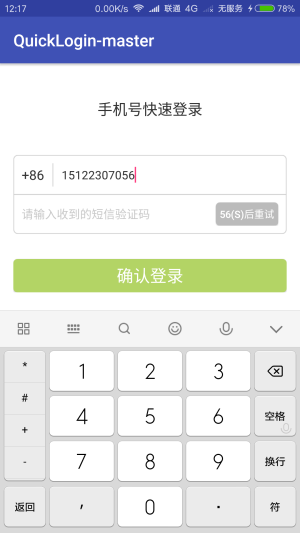 12:17 0.00K/s 联通 4G 无服务 78%
QuickLogin-master
手机号快速登录
+86 15122307056
请输入收到的短信验证码 56(S)后重试
确认登录
* 1 2 3
# 4 5 6 空格
+ 7 8 9 换行
-
返回 , 0 . 符